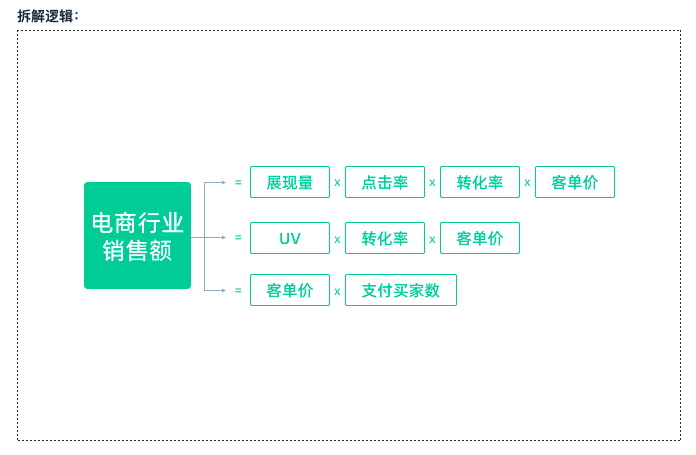 拆解逻辑：
电商行业
销售额
= 展现量 x 点击率 x 转化率 x 客单价
= UV x 转化率 x 客单价
= 客单价 x 支付买家数